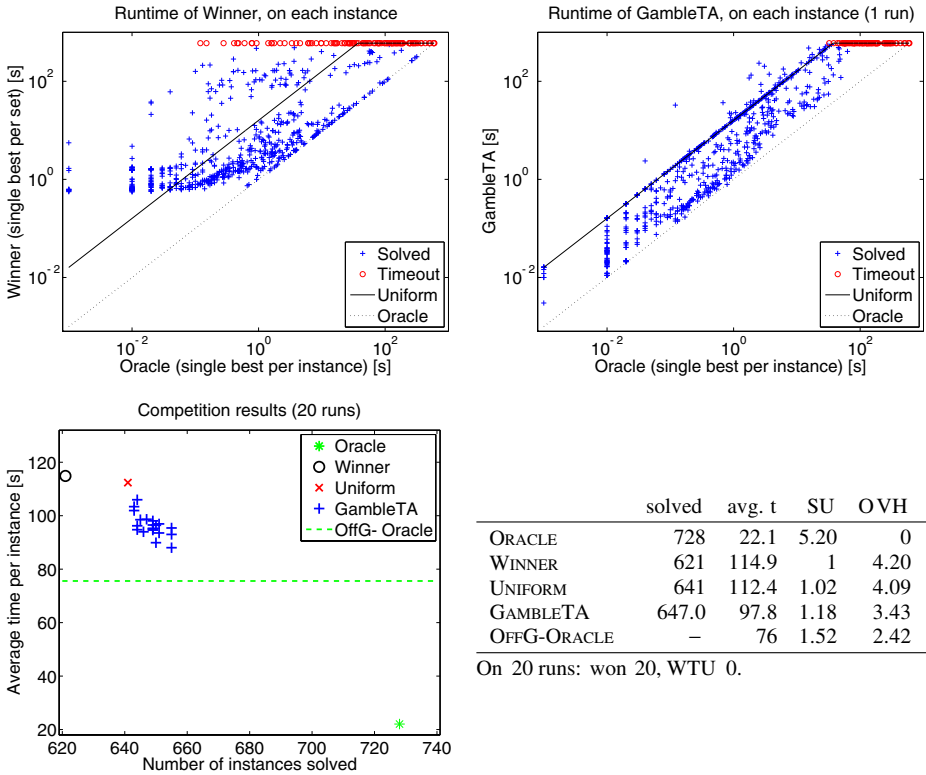 Runtime of Winner, on each instance
Winner (single best per set) [s]
10^2
10^0
10^-2
Solved
Timeout
Uniform
Oracle
10^-2 10^0 10^2
Oracle (single best per instance) [s]
Runtime of GambleTA, on each instance (1 run)
GambleTA [s]
10^2
10^0
10^-2
Solved
Timeout
Uniform
Oracle
10^-2 10^0 10^2
Oracle (single best per instance) [s]
Competition results (20 runs)
Average time per instance [s]
120
100
80
60
40
20
Oracle
Winner
Uniform
GambleTA
OffG- Oracle
620 640 660 680 700 720 740
Number of instances solved
solved avg. t SU OVH
ORACLE 728 22.1 5.20 0
WINNER 621 114.9 1 4.20
UNIFORM 641 112.4 1.02 4.09
GAMBLETA 647.0 97.8 1.18 3.43
OFFG-ORACLE – 76 1.52 2.42
On 20 runs: won 20, WTU 0.